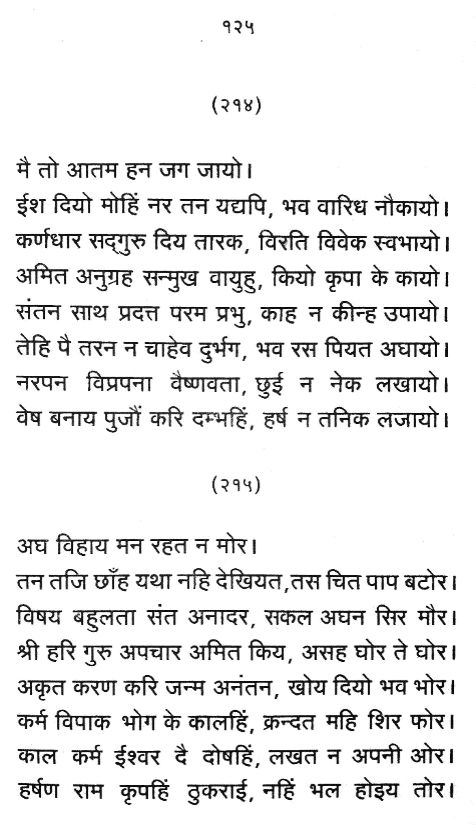 १२५
(२१४)
मै तो आतम हन जग जायो।
ईश दियो मोहिं नर तन यद्यपि, भव वारिध नौकायो।
कर्णधार सद्‌गुरु दिय तारक, विरति विवेक स्वभायो।
अमित अनुग्रह सन्मुख वायुहु, कियो कृपा के कायो।
संतन साथ प्रदत्त परम प्रभु, काह न कीन्ह उपायो।
तेहि पै तरन न चाहेव दुर्भग, भव रस पियत अघायो।
नरपन विप्रपना वैष्णवता, छुई न नेक लखायो।
वेष बनाय पुजौं करि दम्भहिं, हर्ष न तनिक लजायो।
(२१५)
अघ विहाय मन रहत न मोर।
तन तजि छाँह यथा नहि देखियत,तस चित पाप बटोर।
विषय बहुलता संत अनादर, सकल अघन सिर मौर।
श्री हरि गुरु अपचार अमित किय, असह घोर ते घोर।
अकृत करण करि जन्म अनंतन, खोय दियो भव भोर।
कर्म विपाक भोग के कालहिं, क्रन्दत महि शिर फोर।
काल कर्म ईश्वर दै दोषहिं, लखत न अपनी ओर।
हर्षण राम कृपहिं ठुकराई, नहिं भल होइय तोर।